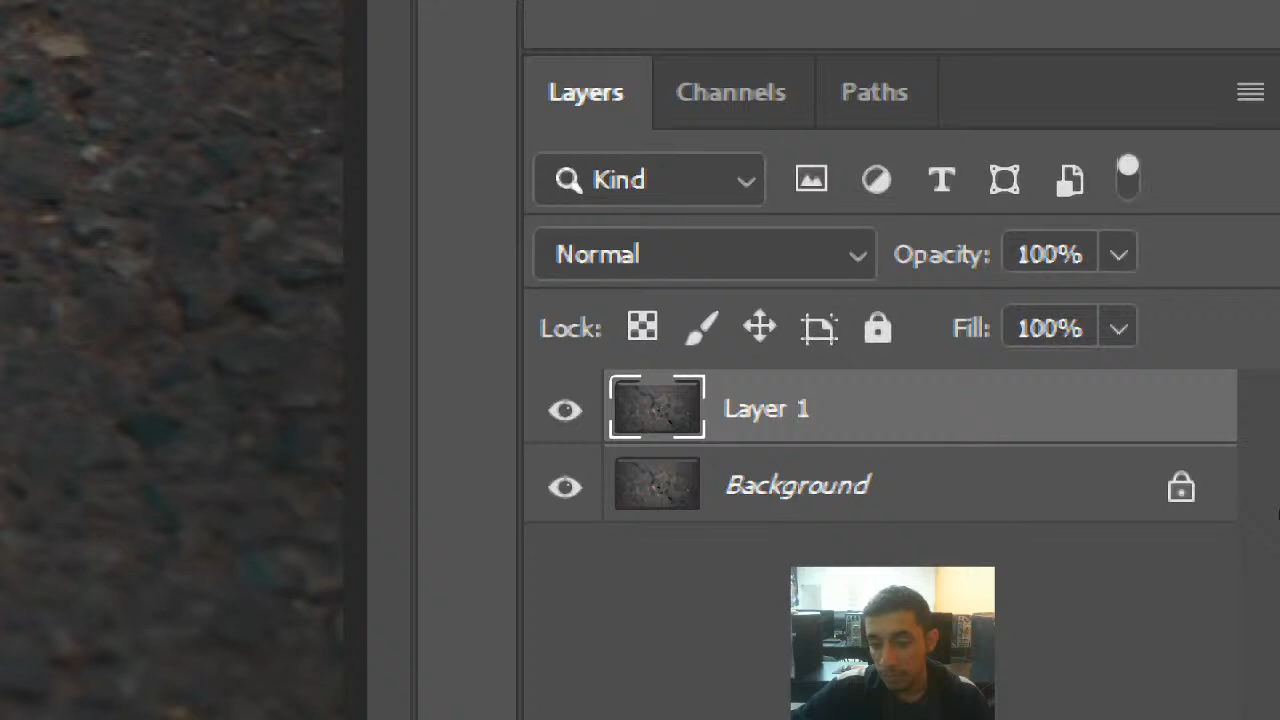 Layers Channels Paths
Kind
Normal Opacity: 100%
Lock: Fill: 100%
Layer 1
Background